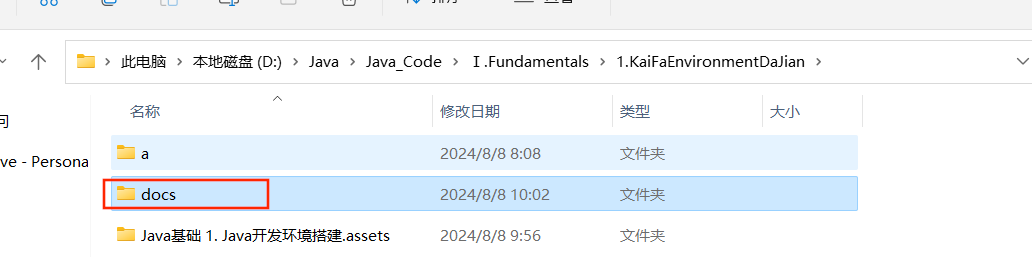 此电脑 > 本地磁盘 (D:) > Java > Java_Code > Ⅰ.Fundamentals > 1.KaiFaEnvironmentDaJian >
问
名称 修改日期 类型 大小
a 2024/8/8 8:08 文件夹
ve - Persona
docs 2024/8/8 10:02 文件夹
Java基础 1. Java开发环境搭建.assets 2024/8/8 9:56 文件夹